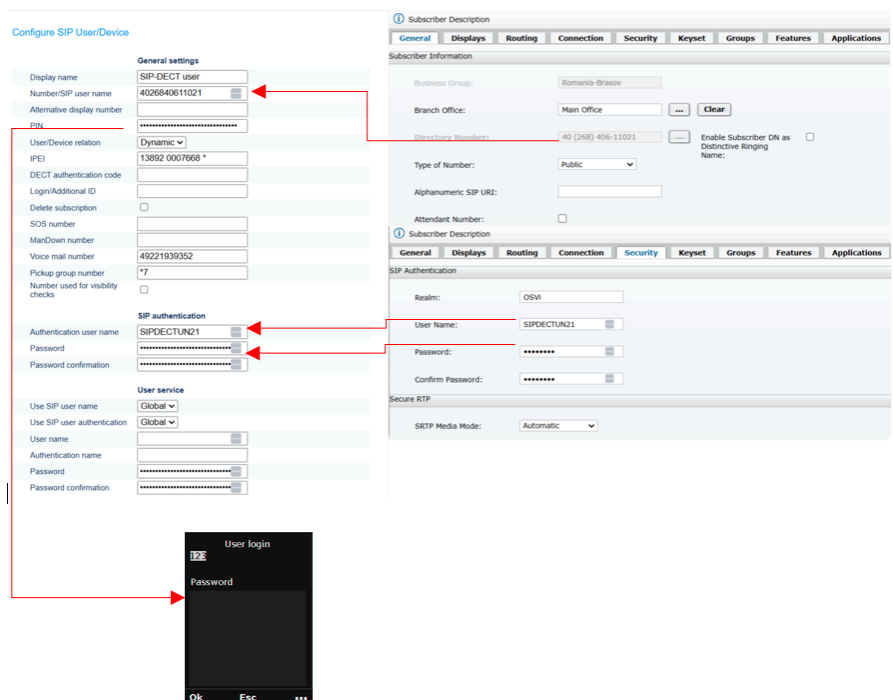 Configure SIP User/Device
General settings
Display name SIP-DECT user
Number/SIP user name 4026840611021
Alternative display number
PIN ••••••••••••••••••••••••••••••••
User/Device relation Dynamic
IPEI 13892 0007668 *
DECT authentication code
Login/Additional ID
Delete subscription
SOS number
ManDown number
Voice mail number 49221939352
Pickup group number *7
Number used for visibility
checks
SIP authentication
Authentication user name SIPDECTUN21
Password ••••••••••••••••••••••••••••••
Password confirmation ••••••••••••••••••••••••••••••
User service
Use SIP user name Global
Use SIP user authentication Global
User name
Authentication name
Password ••••••••••••••••••••••••••••••
Password confirmation ••••••••••••••••••••••••••••••
Subscriber Description
General Displays Routing Connection Security Keyset Groups Features Applications
Subscriber Information
Business Group: Romania-Brasov
Branch Office: Main Office ... Clear
Directory Number: 40 (268) 406-11021 ... Enable Subscriber DN as
Distinctive Ringing
Name:
Type of Number: Public
Alphanumeric SIP URI:
Attendant Number:
Subscriber Description
General Displays Routing Connection Security Keyset Groups Features Applications
SIP Authentication
Realm: OSVi
User Name: SIPDECTUN21
Password: ••••••••
Confirm Password: ••••••••
Secure RTP
SRTP Media Mode: Automatic
User login
123
Password
Ok Esc ...